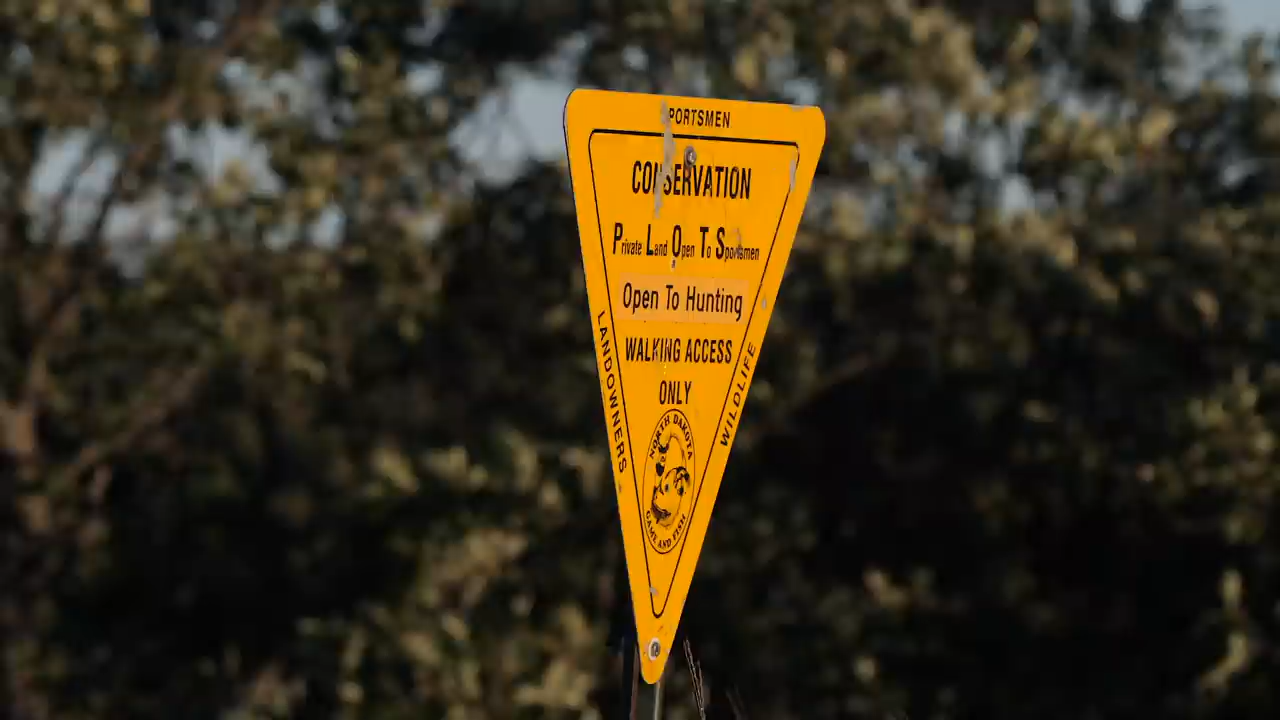 SPORTSMEN
CONSERVATION
Private Land Open To Sportsmen
Open To Hunting
WALKING ACCESS
ONLY
LANDOWNERS
WILDLIFE
NORTH DAKOTA
GAME AND FISH